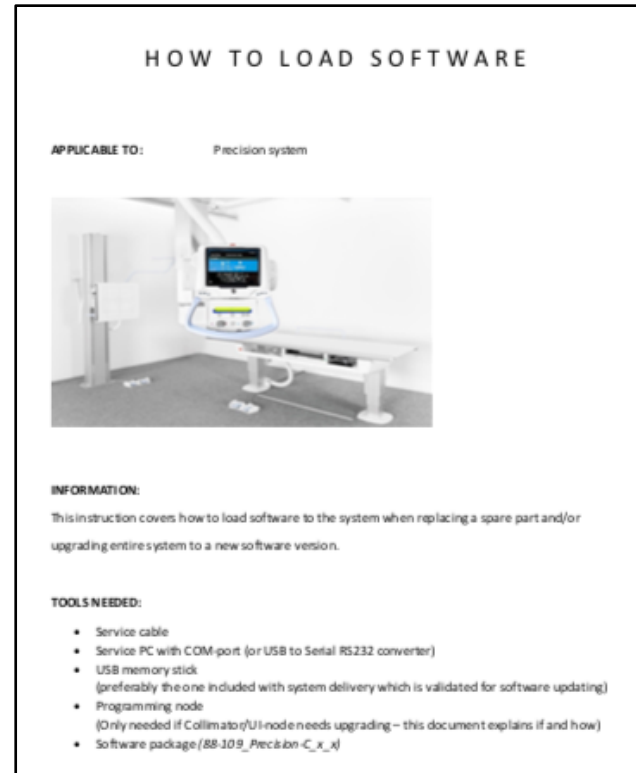 HOW TO LOAD SOFTWARE
APPLICABLE TO: Precision system
INFORMATION:
This instruction covers how to load software to the system when replacing a spare part and/or
upgrading entire system to a new software version.
TOOLS NEEDED:
• Service cable
• Service PC with COM-port (or USB to Serial RS232 converter)
• USB memory stick
(preferably the one included with system delivery which is validated for software updating)
• Programming node
(Only needed if Collimator/UI-node needs upgrading – this document explains if and how)
• Software package (88-109_Precision-C_x_x)